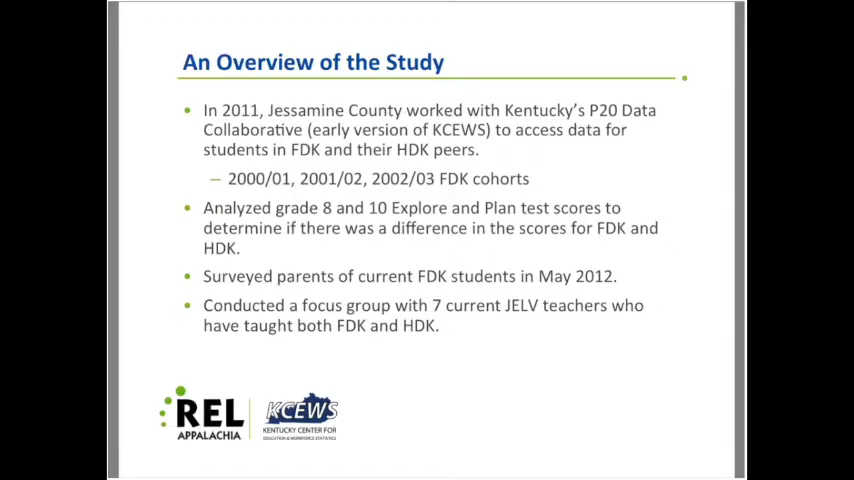 An Overview of the Study
• In 2011, Jessamine County worked with Kentucky's P20 Data
Collaborative (early version of KCEWS) to access data for
students in FDK and their HDK peers.
– 2000/01, 2001/02, 2002/03 FDK cohorts
• Analyzed grade 8 and 10 Explore and Plan test scores to
determine if there was a difference in the scores for FDK and
HDK.
• Surveyed parents of current FDK students in May 2012.
• Conducted a focus group with 7 current JELV teachers who
have taught both FDK and HDK.
REL
APPALACHIA
KCEWS
KENTUCKY CENTER FOR
EDUCATION & WORKFORCE STATISTICS